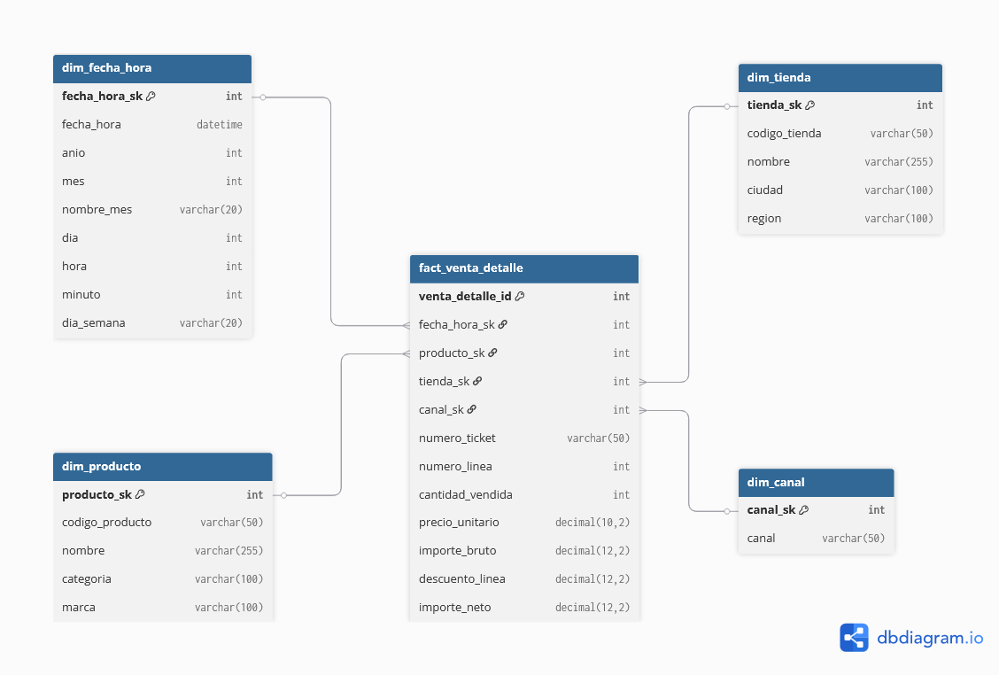 dim_fecha_hora
fecha_hora_sk int
fecha_hora datetime
anio int
mes int
nombre_mes varchar(20)
dia int
hora int
minuto int
dia_semana varchar(20)
dim_tienda
tienda_sk int
codigo_tienda varchar(50)
nombre varchar(255)
ciudad varchar(100)
region varchar(100)
fact_venta_detalle
venta_detalle_id int
fecha_hora_sk int
producto_sk int
tienda_sk int
canal_sk int
numero_ticket varchar(50)
numero_linea int
cantidad_vendida int
precio_unitario decimal(10,2)
importe_bruto decimal(12,2)
descuento_linea decimal(12,2)
importe_neto decimal(12,2)
dim_producto
producto_sk int
codigo_producto varchar(50)
nombre varchar(255)
categoria varchar(100)
marca varchar(100)
dim_canal
canal_sk int
canal varchar(50)
dbdiagram.io